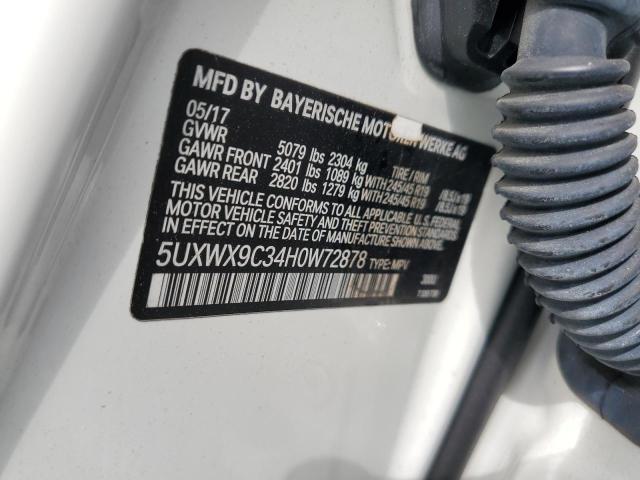 MFD BY BAYERISCHE MOTOREN WERKE AG
05/17
GVWR 5079 lbs 2304 kg TIRE/RIM
GAWR FRONT 2401 lbs 1089 kg WITH 245/45 R19
GAWR REAR 2820 lbs 1279 kg WITH 245/45 R19
THIS VEHICLE CONFORMS TO ALL APPLICABLE U.S. FEDERAL
MOTOR VEHICLE SAFETY AND THEFT PREVENTION STANDARDS
IN EFFECT ON THE DATE OF MANUFACTURE SHOWN ABOVE.
5UXWX9C34H0W72878 TYPE: MPV